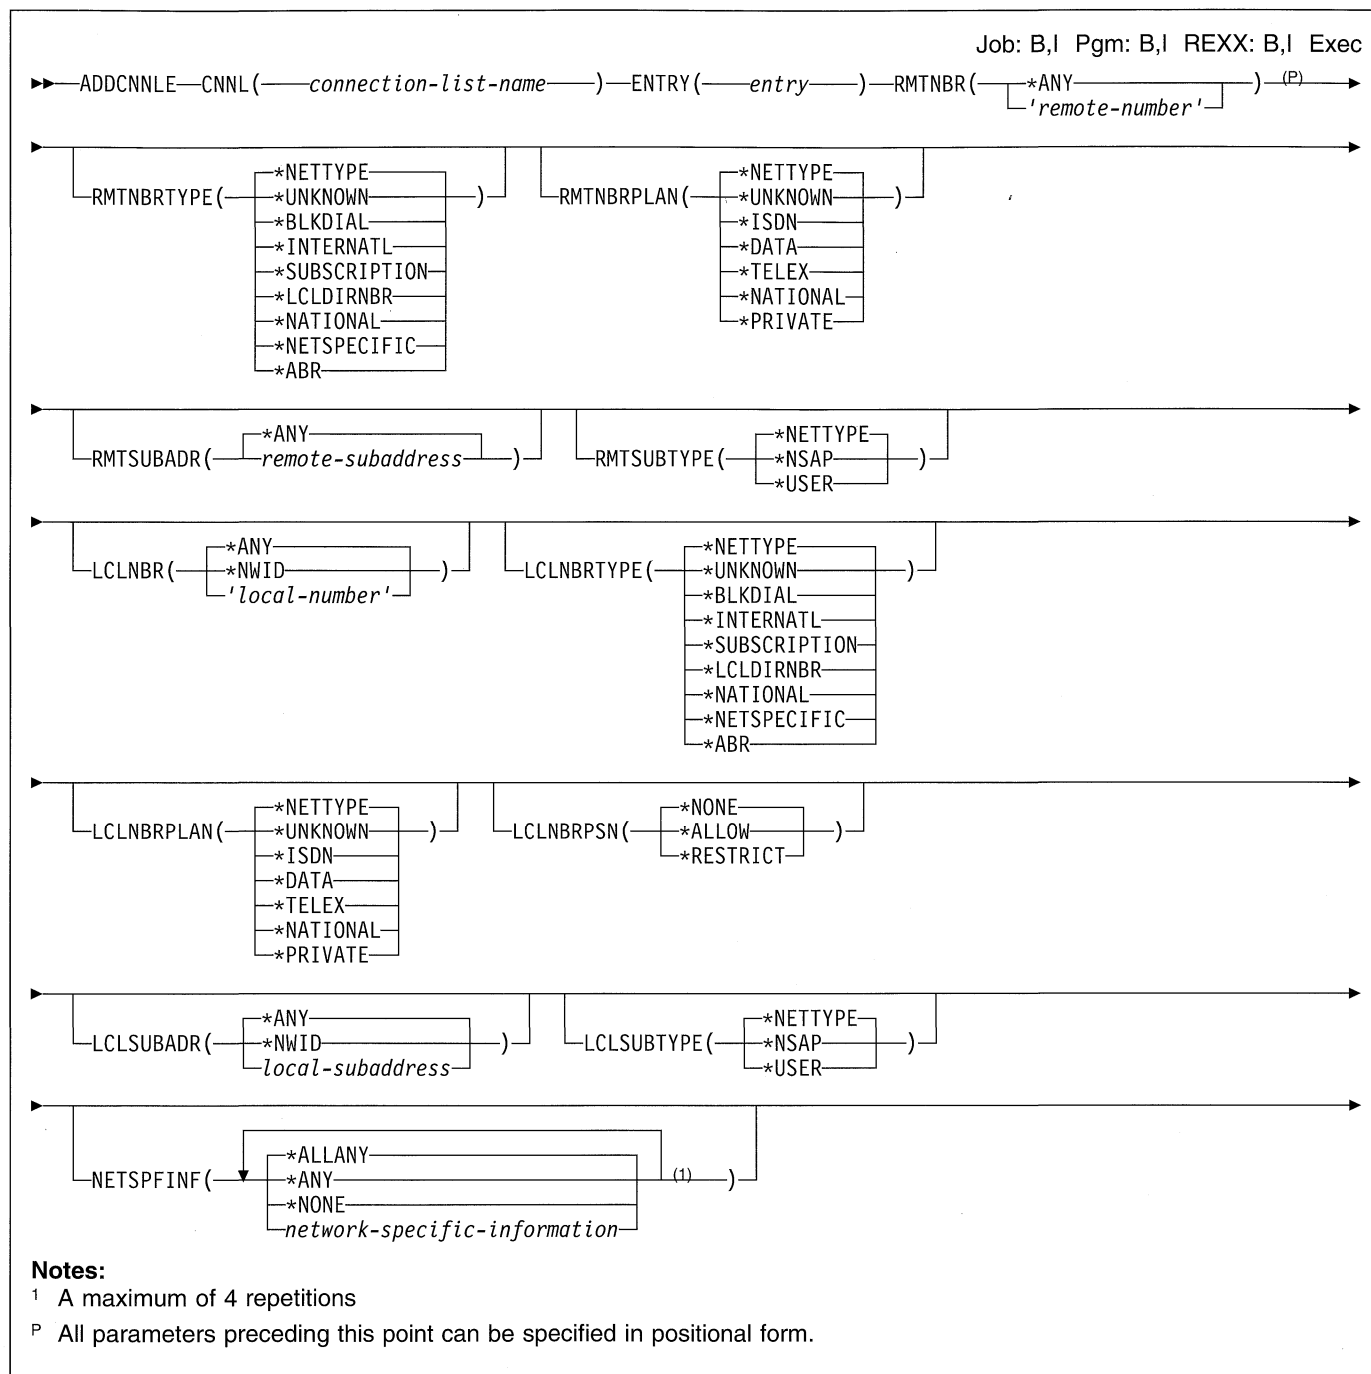 Job: B,I Pgm: B,I REXX: B,I Exec
ADDCNNLE CNNL( connection-list-name ) ENTRY( entry ) RMTNBR( *ANY ) (P)
'remote-number'
*NETTYPE *NETTYPE
RMTNBRTYPE( *UNKNOWN ) RMTNBRPLAN( *UNKNOWN )
*BLKDIAL *ISDN
*INTERNATL *DATA
*SUBSCRIPTION *TELEX
*LCLDIRNBR *NATIONAL
*NATIONAL *PRIVATE
*NETSPECIFIC
*ABR
*ANY *NETTYPE
RMTSUBADR( remote-subaddress ) RMTSUBTYPE( *NSAP )
*USER
*ANY *NETTYPE
LCLNBR( *NWID ) LCLNBRTYPE( *UNKNOWN )
'local-number' *BLKDIAL
*INTERNATL
*SUBSCRIPTION
*LCLDIRNBR
*NATIONAL
*NETSPECIFIC
*ABR
*NETTYPE *NONE
LCLNBRPLAN( *UNKNOWN ) LCLNBRPSN( *ALLOW )
*ISDN *RESTRICT
*DATA
*TELEX
*NATIONAL
*PRIVATE
*ANY *NETTYPE
LCLSUBADR( *NWID ) LCLSUBTYPE( *NSAP )
local-subaddress *USER
*ALLANY
NETSPFINF( *ANY (1) )
*NONE
network-specific-information
Notes:
1 A maximum of 4 repetitions
P All parameters preceding this point can be specified in positional form.